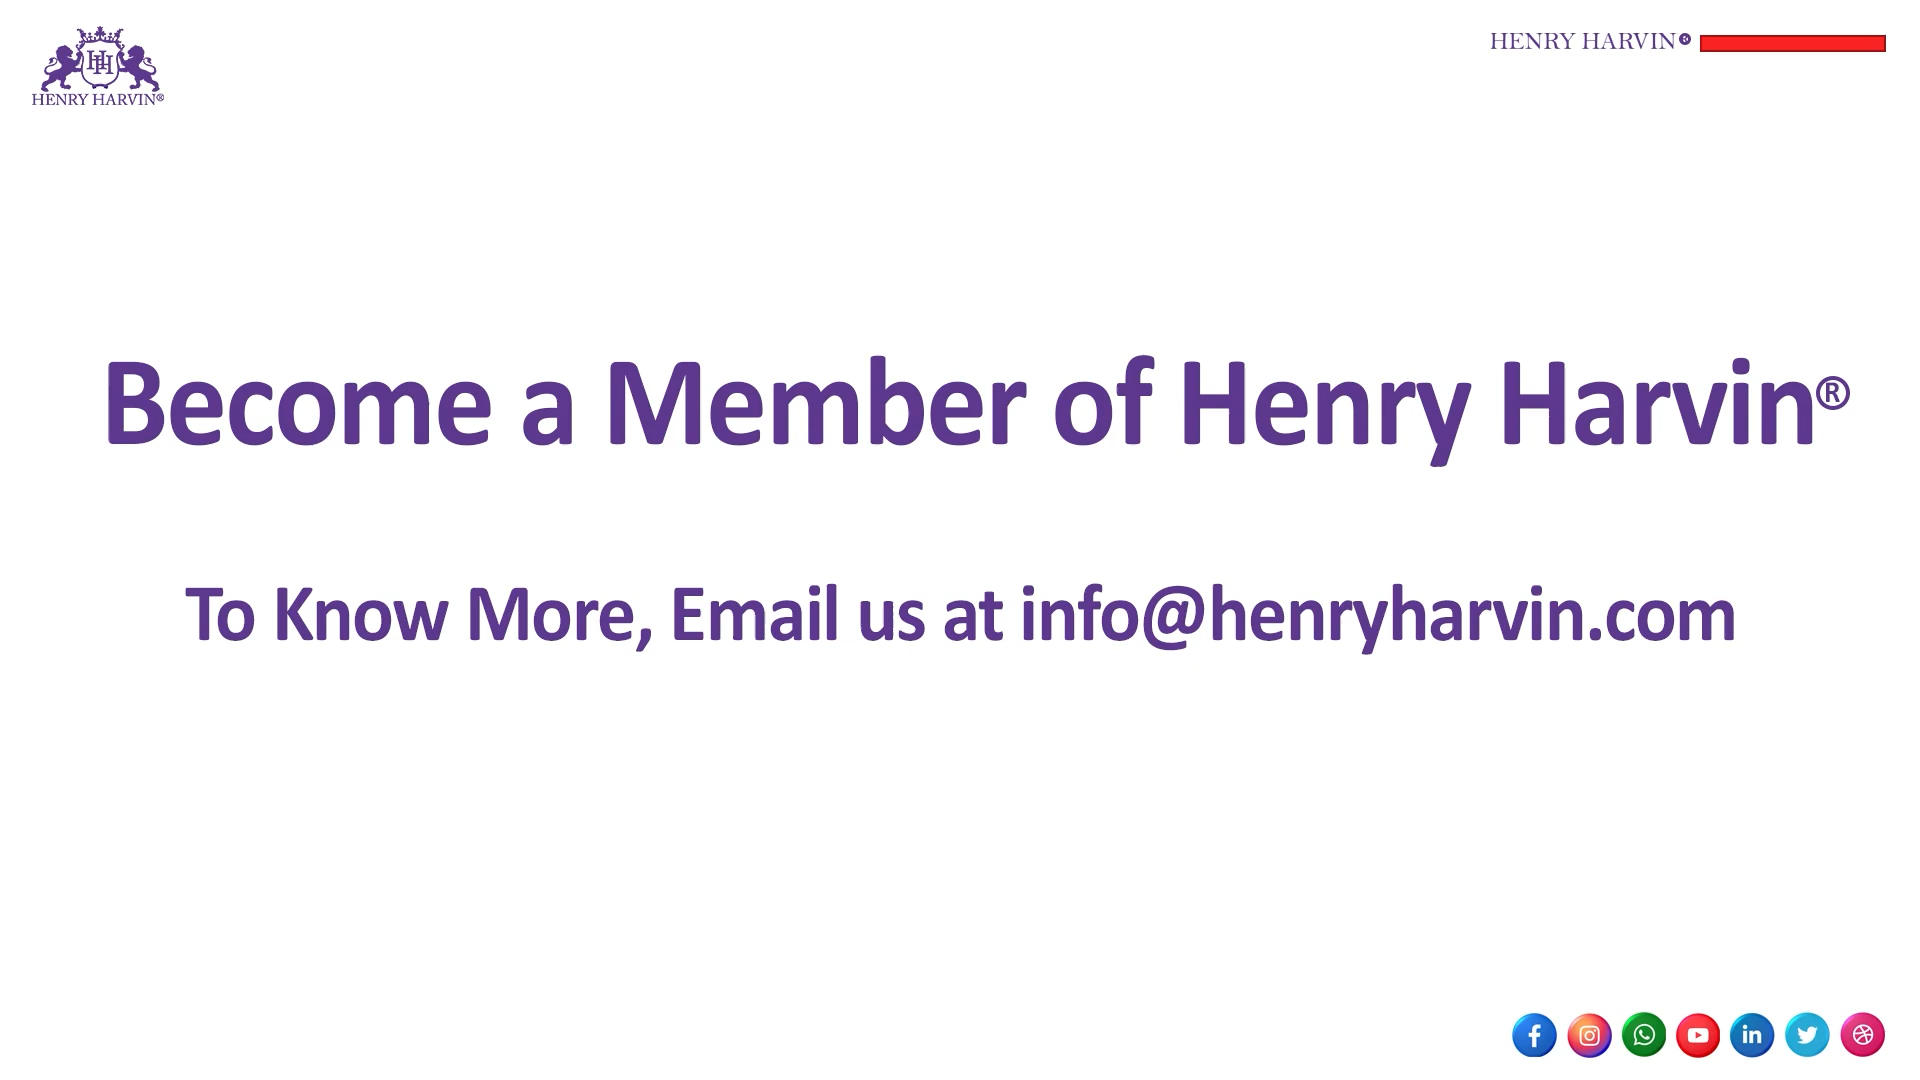 HENRY HARVIN®
HENRY HARVIN®
Become a Member of Henry Harvin®
To Know More, Email us at info@henryharvin.com